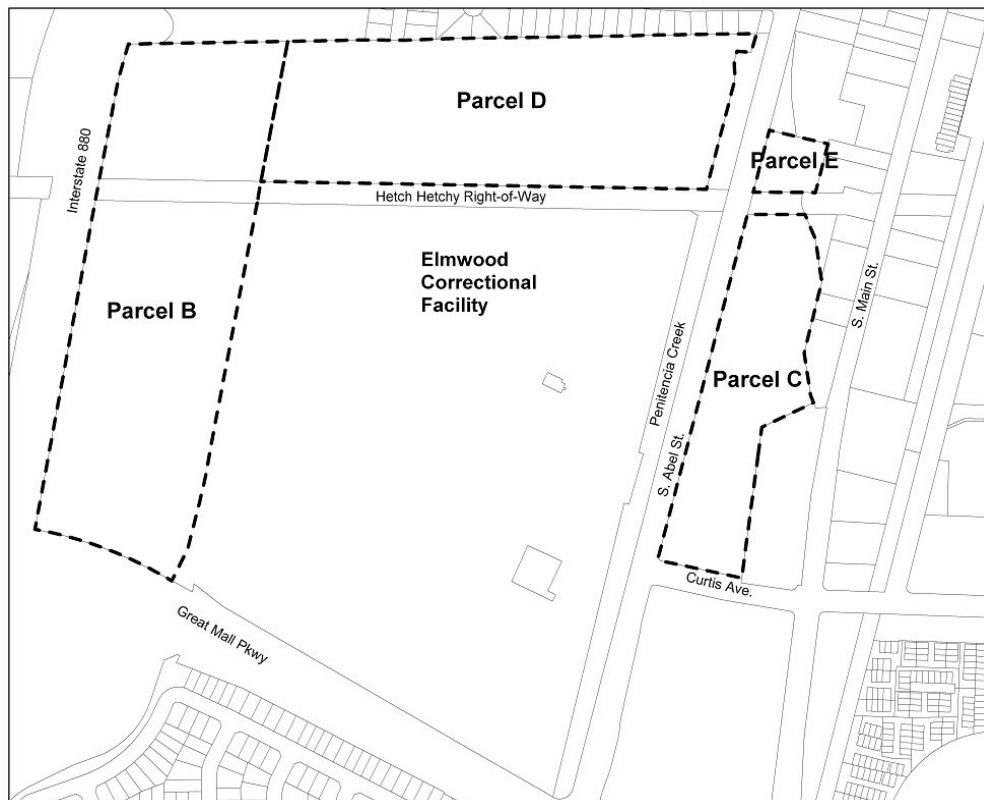 Parcel D
Interstate 880
Parcel E
Hetch Hetchy Right-of-Way
Elmwood
Correctional
Facility
S. Main St.
Parcel B
Penitencia Creek
Parcel C
S. Abel St.
Curtis Ave.
Great Mall Pkwy